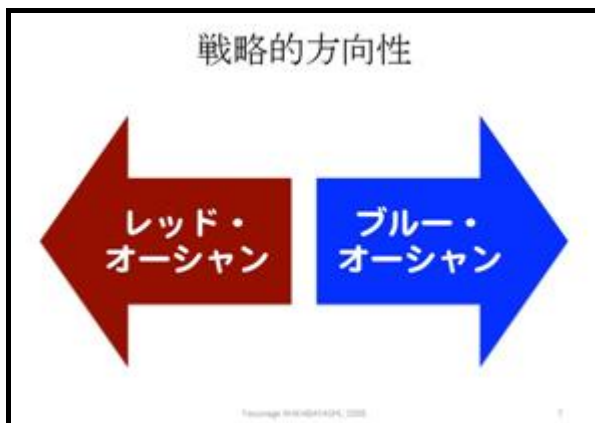 戦略的方向性
レッド・
オーシャン
ブルー・
オーシャン
7